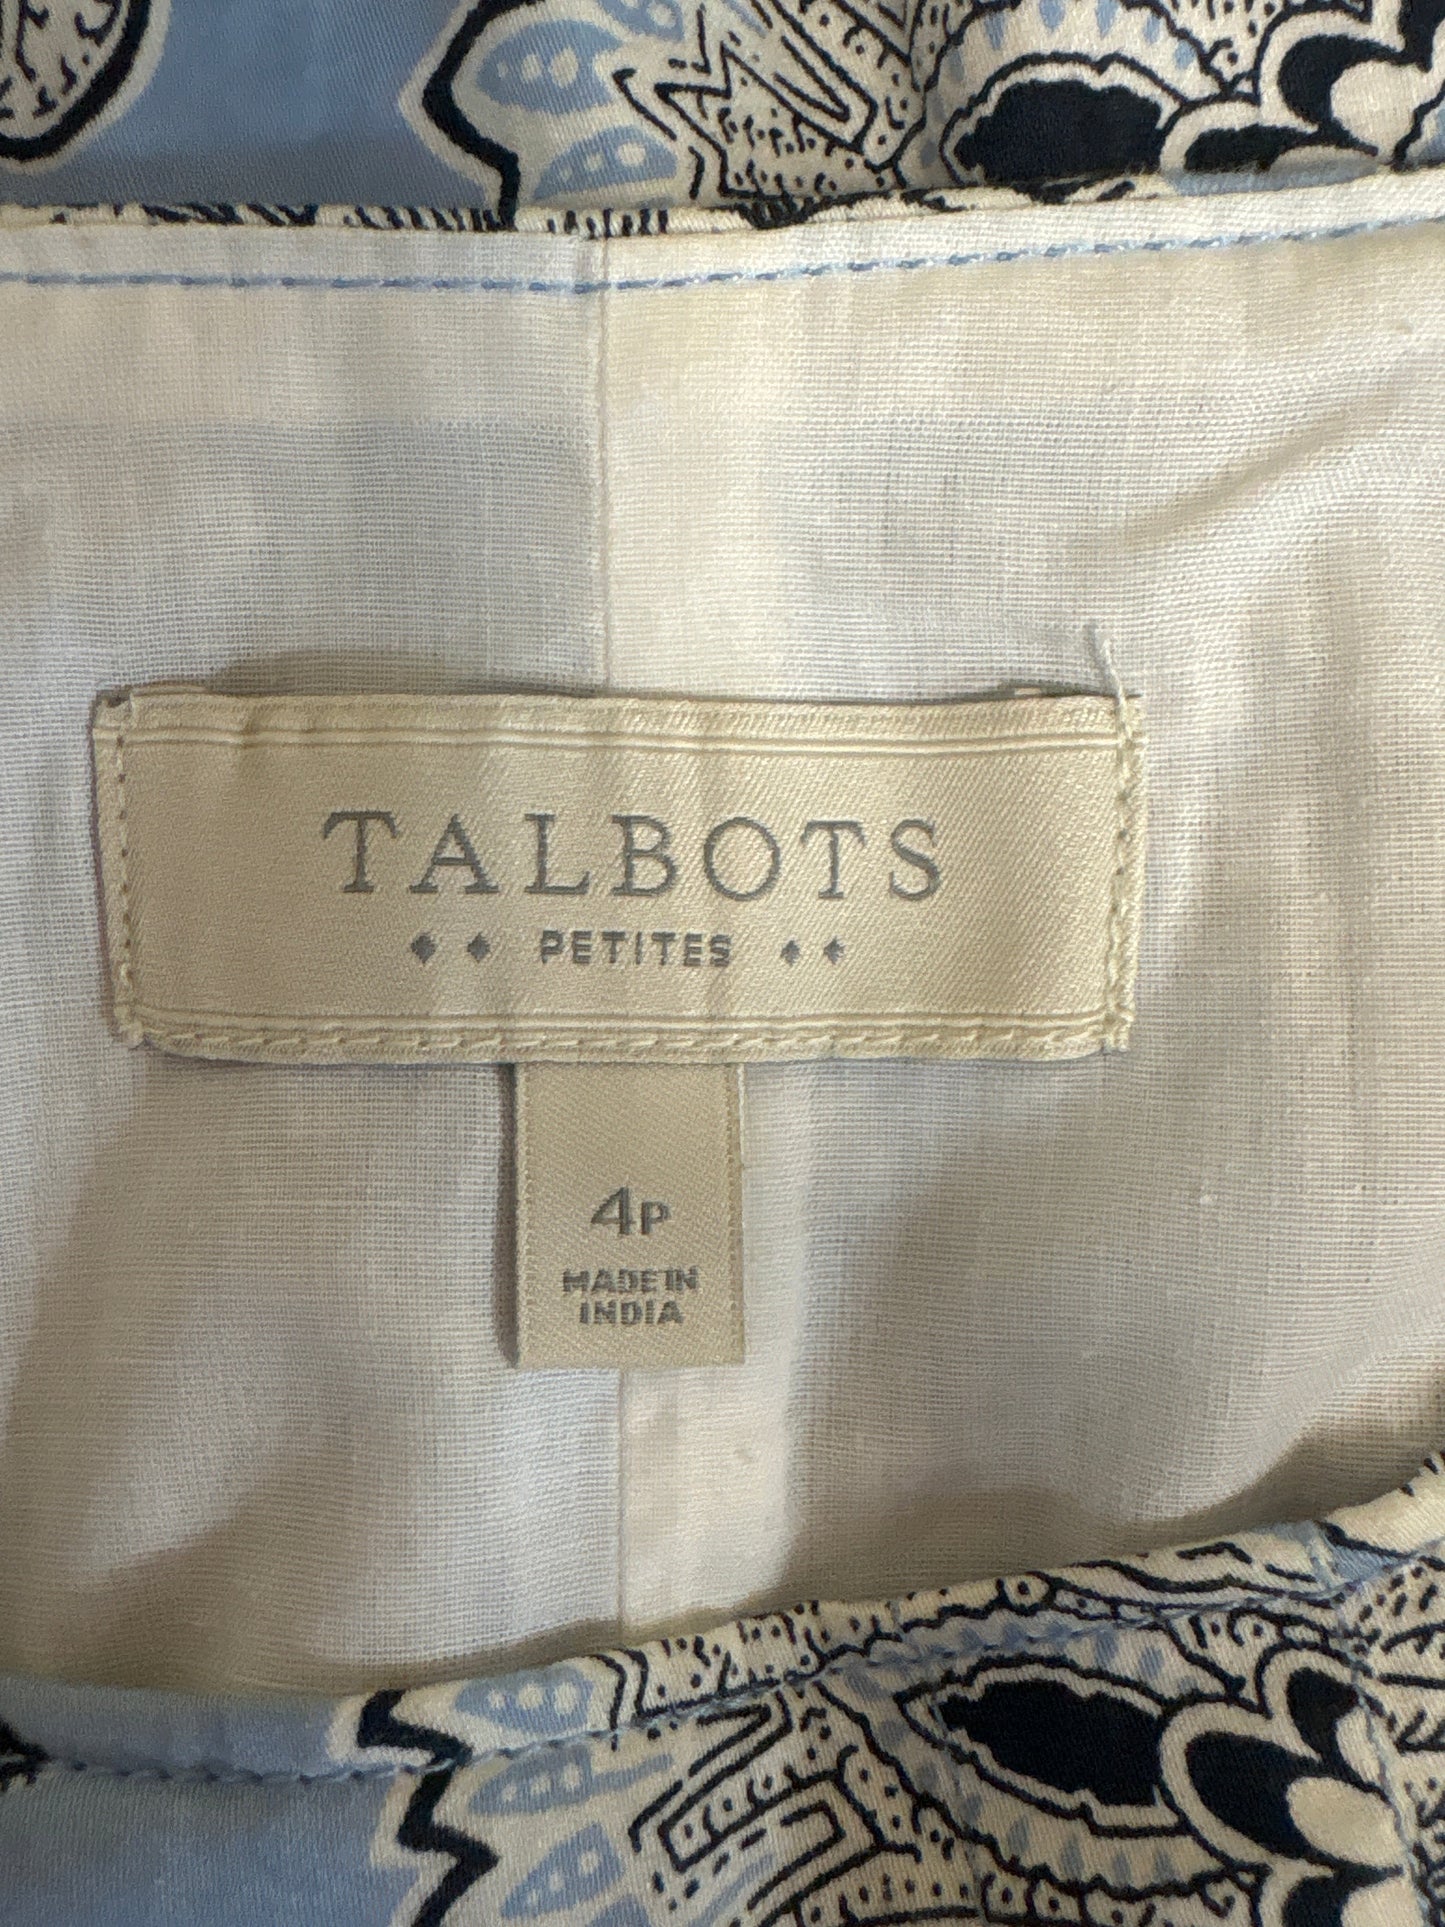 TALBOTS
PETITES
4P
MADE IN
INDIA